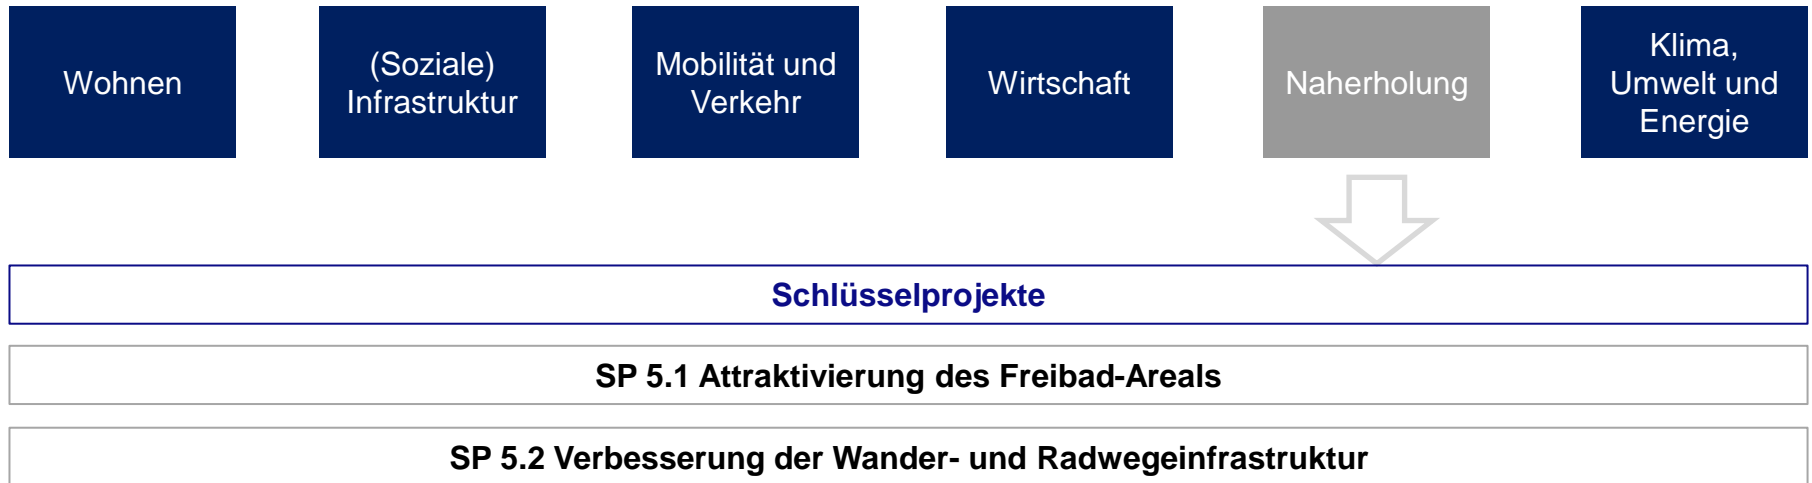 Wohnen
(Soziale)
Infrastruktur
Mobilität und
Verkehr
Wirtschaft
Naherholung
Klima,
Umwelt und
Energie
Schlüsselprojekte
SP 5.1 Attraktivierung des Freibad-Areals
SP 5.2 Verbesserung der Wander- und Radwegeinfrastruktur